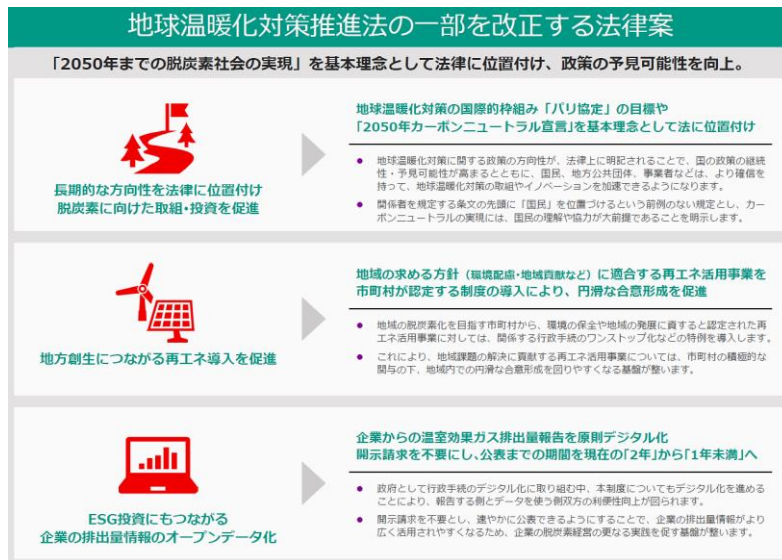 地球温暖化対策推進法の一部を改正する法律案
「2050年までの脱炭素社会の実現」を基本理念として法律に位置付け、政策の予見可能性を向上。
長期的な方向性を法律に位置付け
脱炭素に向けた取組・投資を促進
地球温暖化対策の国際的枠組み「パリ協定」の目標や
「2050年カーボンニュートラル宣言」を基本理念として法に位置付け
● 地球温暖化対策に関する政策の方向性が、法律上に明記されることで、国の政策の継続
性・予見可能性が高まるとともに、国民、地方公共団体、事業者などは、より確信を
持って、地球温暖化対策の取組やイノベーションを加速できるようになります。
● 関係者を規定する条文の先頭に「国民」を位置づけるという前例のない規定とし、カー
ボンニュートラルの実現には、国民の理解や協力が大前提であることを明示します。
地方創生につながる再エネ導入を促進
地域の求める方針（環境配慮・地域貢献など）に適合する再エネ活用事業を
市町村が認定する制度の導入により、円滑な合意形成を促進
● 地域の脱炭素化を目指す市町村から、環境の保全や地域の発展に資すると認定された再
エネ活用事業に対しては、関係する行政手続のワンストップ化などの特例を導入します。
● これにより、地域課題の解決に貢献する再エネ活用事業については、市町村の積極的な
関与の下、地域内での円滑な合意形成を図りやすくなる基盤が整います。
ESG投資にもつながる
企業の排出量情報のオープンデータ化
企業からの温室効果ガス排出量報告を原則デジタル化
開示請求を不要にし、公表までの期間を現在の「2年」から「1年未満」へ
● 政府として行政手続のデジタル化に取り組む中、本制度についてもデジタル化を進める
ことにより、報告する側とデータを使う側双方の利便性向上が図られます。
● 開示請求を不要とし、速やかに公表できるようにすることで、企業の排出量情報がより
広く活用されやすくなるため、企業の脱炭素経営の更なる実践を促す基盤が整います。